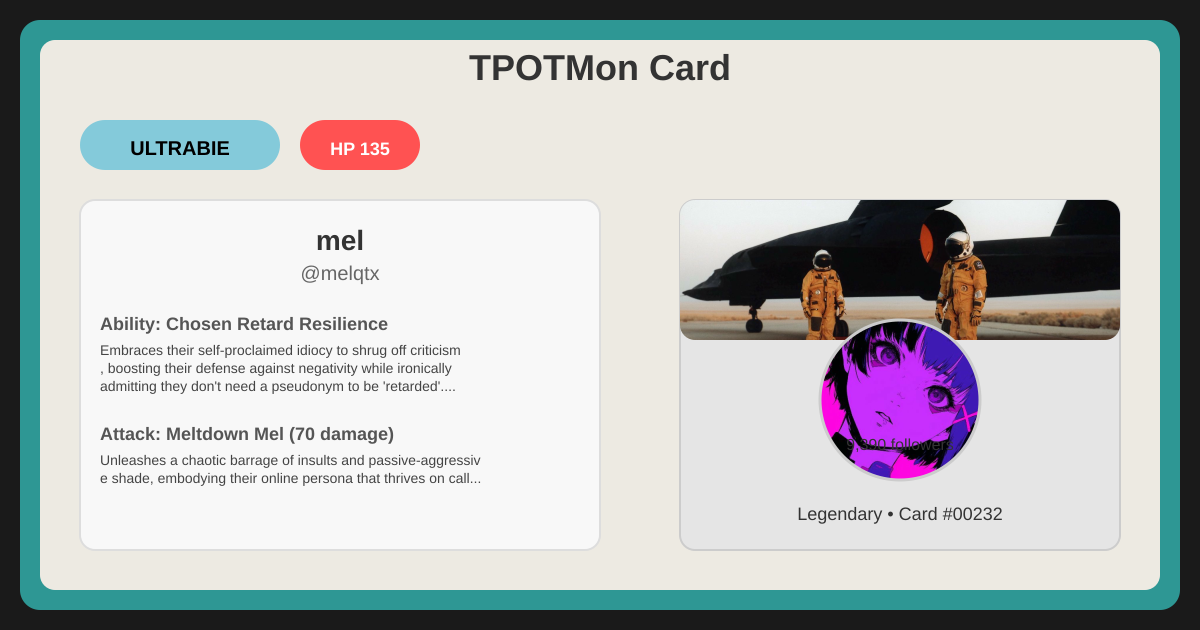 TPOTMon Card
ULTRABIE
HP 135
mel
@melqtx
Ability: Chosen Retard Resilience
Embraces their self-proclaimed idiocy to shrug off criticism
, boosting their defense against negativity while ironically
admitting they don't need a pseudonym to be 'retarded'....
Attack: Meltdown Mel (70 damage)
Unleashes a chaotic barrage of insults and passive-aggressiv
e shade, embodying their online persona that thrives on call...
9,390 followers
Legendary • Card #00232